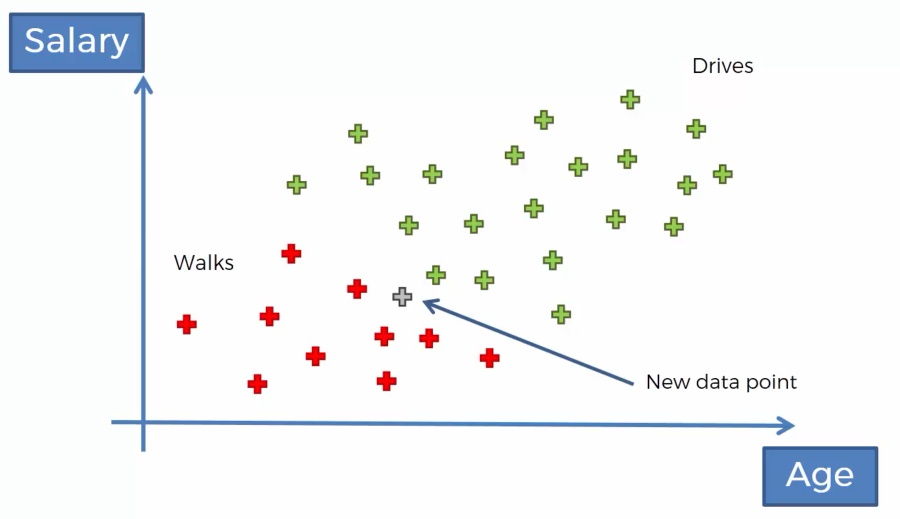 Salary
Drives
Walks
New data point
Age